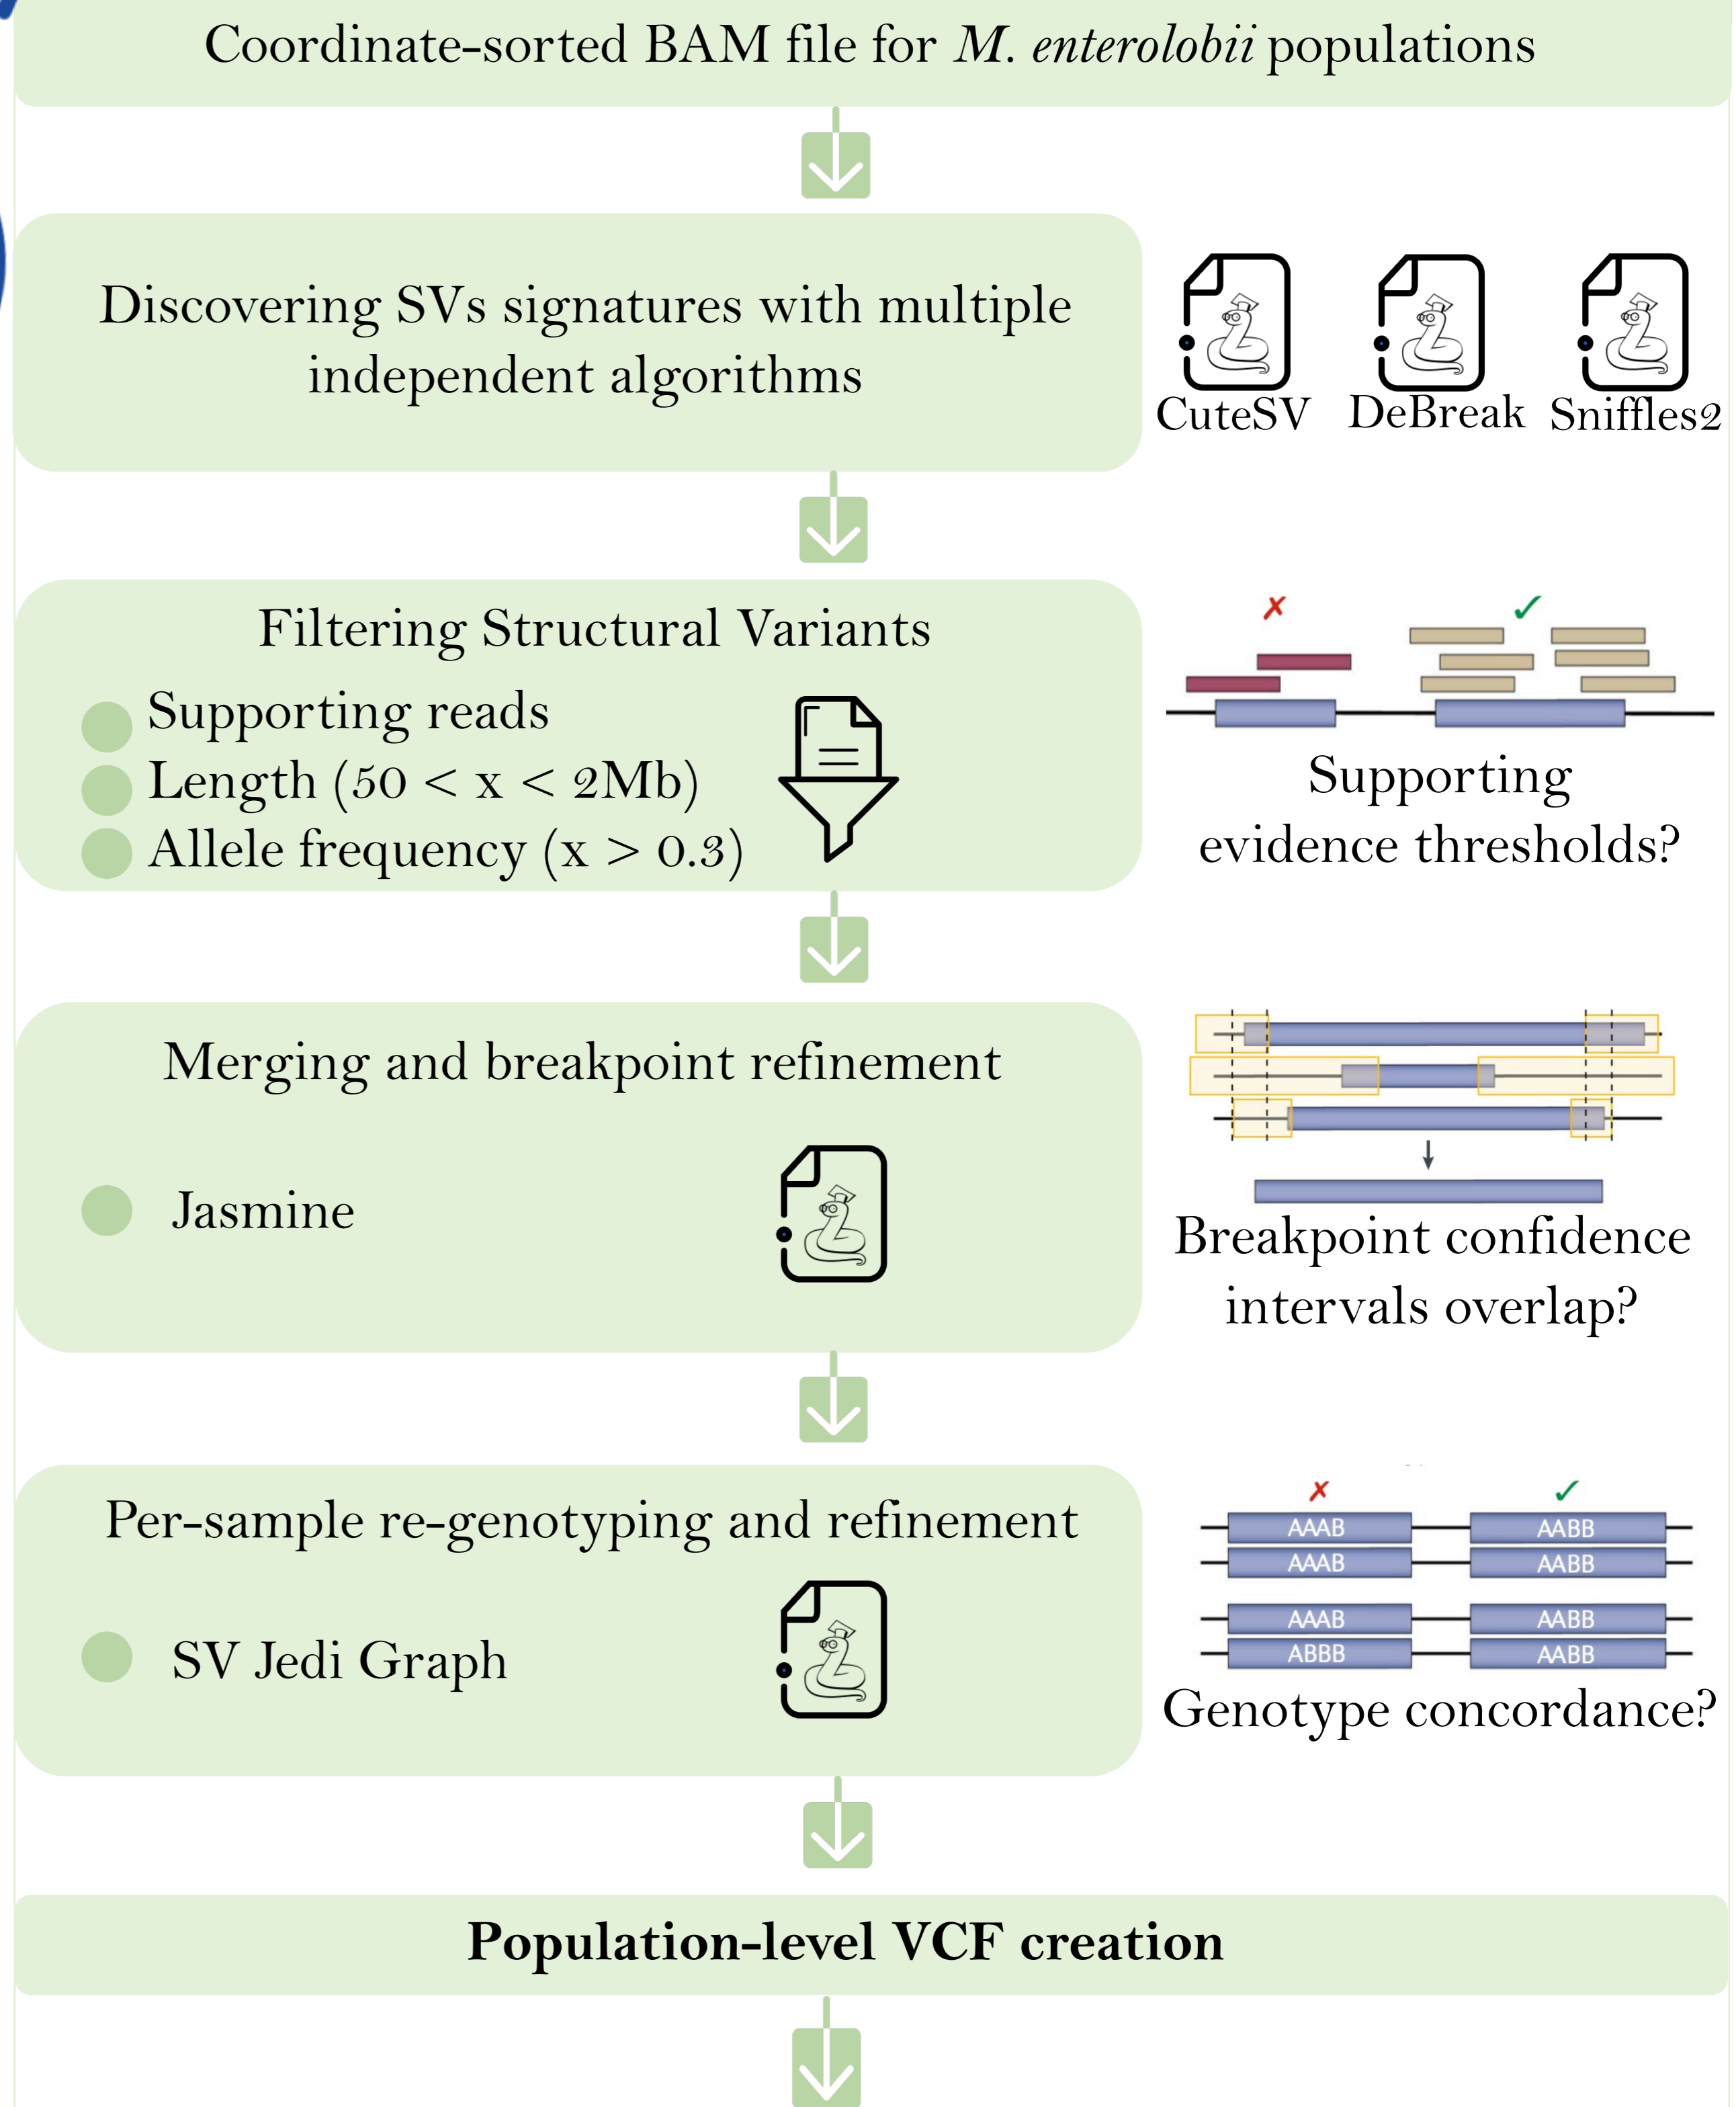 Coordinate-sorted BAM file for M. enterolobii populations
Discovering SVs signatures with multiple
independent algorithms
CuteSV
DeBreak
Sniffles2
Filtering Structural Variants
Supporting reads
Length (50 < x < 2Mb)
Allele frequency (x > 0.3)
✗
✓
Supporting
evidence thresholds?
Merging and breakpoint refinement
Jasmine
Breakpoint confidence
intervals overlap?
Per-sample re-genotyping and refinement
SV Jedi Graph
✗
✓
AAAB AABB
AAAB AABB
AAAB AABB
ABBB AABB
Genotype concordance?
Population-level VCF creation